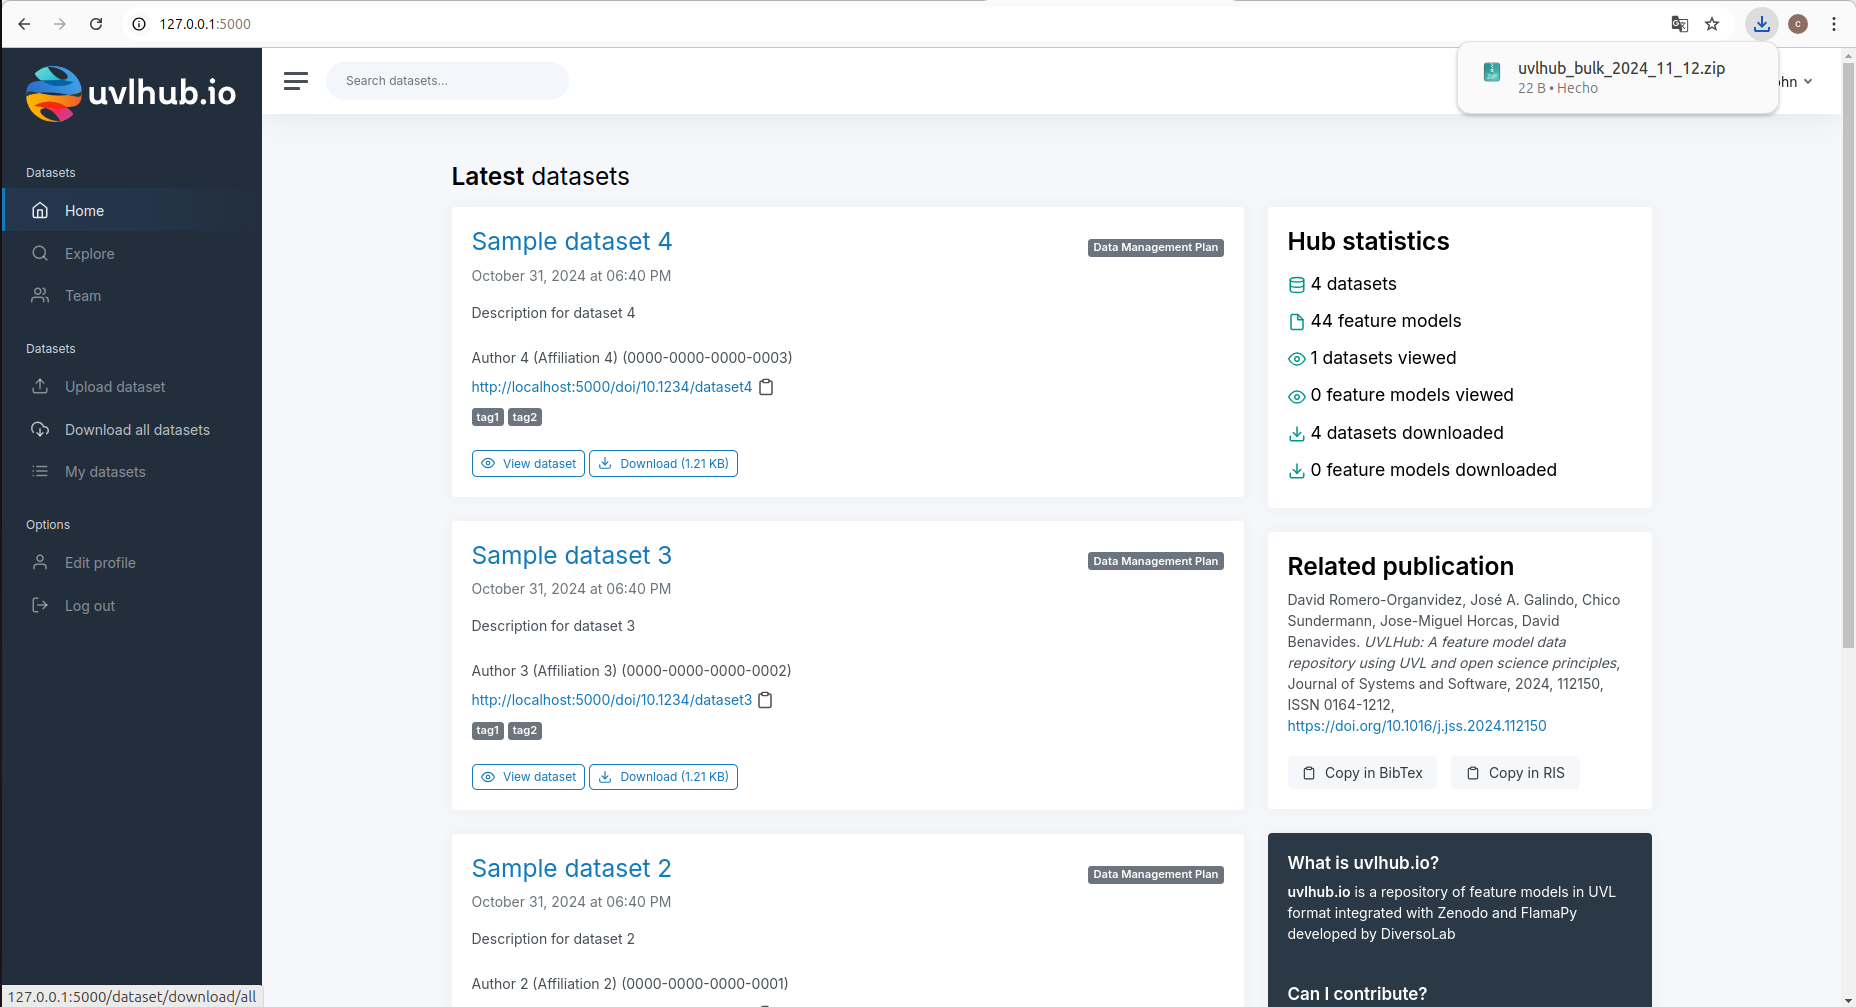 127.0.0.1:5000
uvlhub_bulk_2024_11_12.zip
22 B • Hecho
uvlhub.io
Search datasets...
ohn
Datasets
Home
Explore
Team
Datasets
Upload dataset
Download all datasets
My datasets
Options
Edit profile
Log out
Latest datasets
Sample dataset 4
Data Management Plan
October 31, 2024 at 06:40 PM
Description for dataset 4
Author 4 (Affiliation 4) (0000-0000-0000-0003)
http://localhost:5000/doi/10.1234/dataset4
tag1 tag2
View dataset
Download (1.21 KB)
Sample dataset 3
Data Management Plan
October 31, 2024 at 06:40 PM
Description for dataset 3
Author 3 (Affiliation 3) (0000-0000-0000-0002)
http://localhost:5000/doi/10.1234/dataset3
tag1 tag2
View dataset
Download (1.21 KB)
Sample dataset 2
Data Management Plan
October 31, 2024 at 06:40 PM
Description for dataset 2
Author 2 (Affiliation 2) (0000-0000-0000-0001)
Hub statistics
4 datasets
44 feature models
1 datasets viewed
0 feature models viewed
4 datasets downloaded
0 feature models downloaded
Related publication
David Romero-Organvidez, José A. Galindo, Chico
Sundermann, Jose-Miguel Horcas, David
Benavides. UVLHub: A feature model data
repository using UVL and open science principles,
Journal of Systems and Software, 2024, 112150,
ISSN 0164-1212,
https://doi.org/10.1016/j.jss.2024.112150
Copy in BibTex
Copy in RIS
What is uvlhub.io?
uvlhub.io is a repository of feature models in UVL
format integrated with Zenodo and FlamaPy
developed by DiversoLab
Can I contribute?
127.0.0.1:5000/dataset/download/all